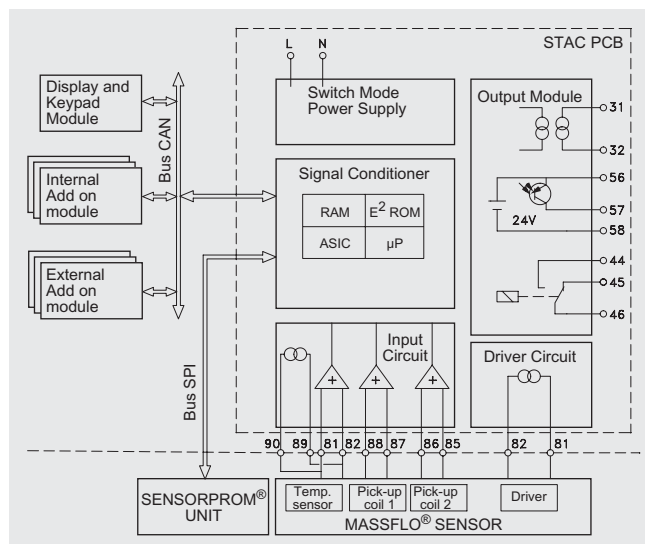 STAC PCB
L N
Display and
Keypad
Module
Bus CAN
Internal
Add on
module
External
Add on
module
Bus SPI
Switch Mode
Power Supply
Signal Conditioner
RAM E² ROM
ASIC µP
Output Module
31
32
56
24V
57
58
44
45
46
Input
Circuit
Driver Circuit
90 89 81 82 88 87 86 85 82 81
SENSORPROM®
UNIT
Temp.
sensor
Pick-up
coil 1
Pick-up
coil 2
Driver
MASSFLO® SENSOR